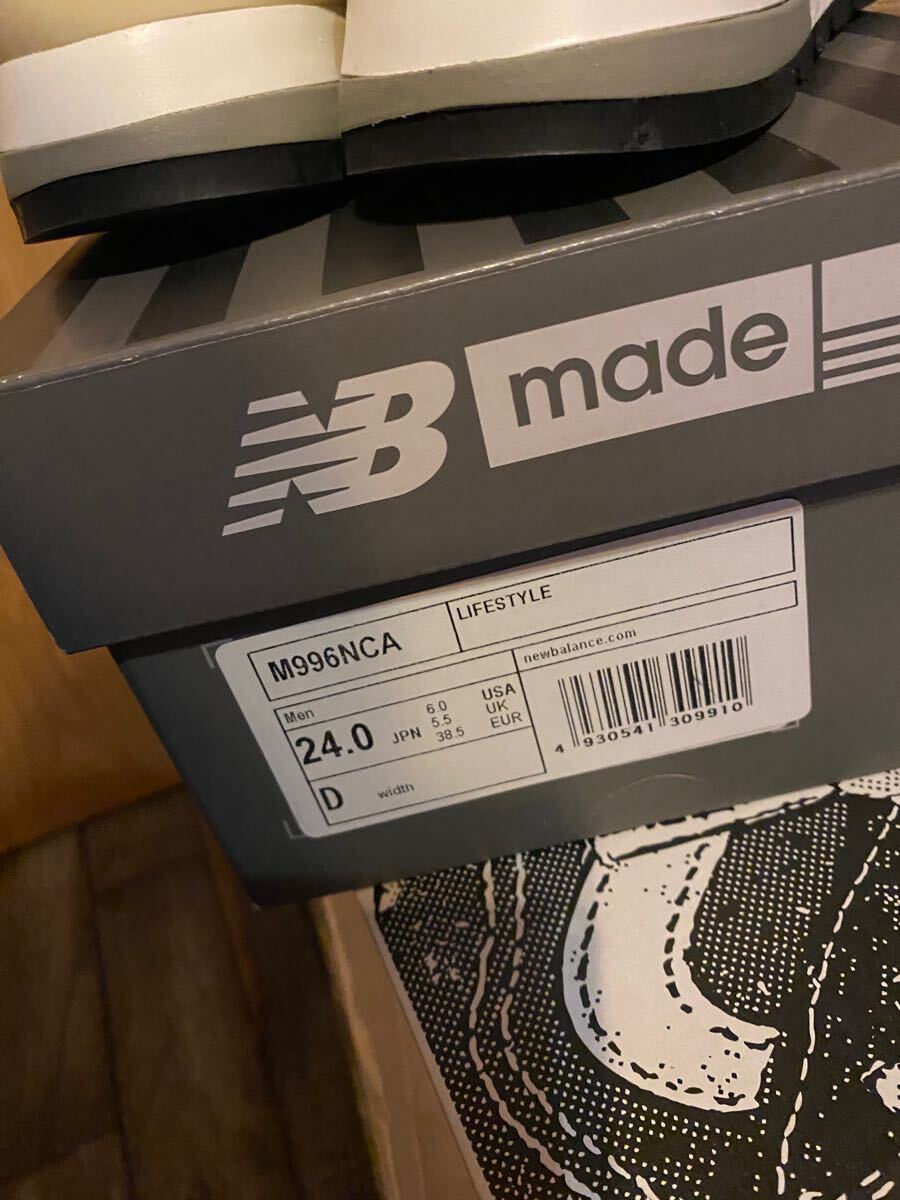 NB made
M996NCA LIFESTYLE
newbalance.com
Men
24.0 JPN
6.0 USA
5.5 UK
38.5 EUR
D width
4 930541 309910